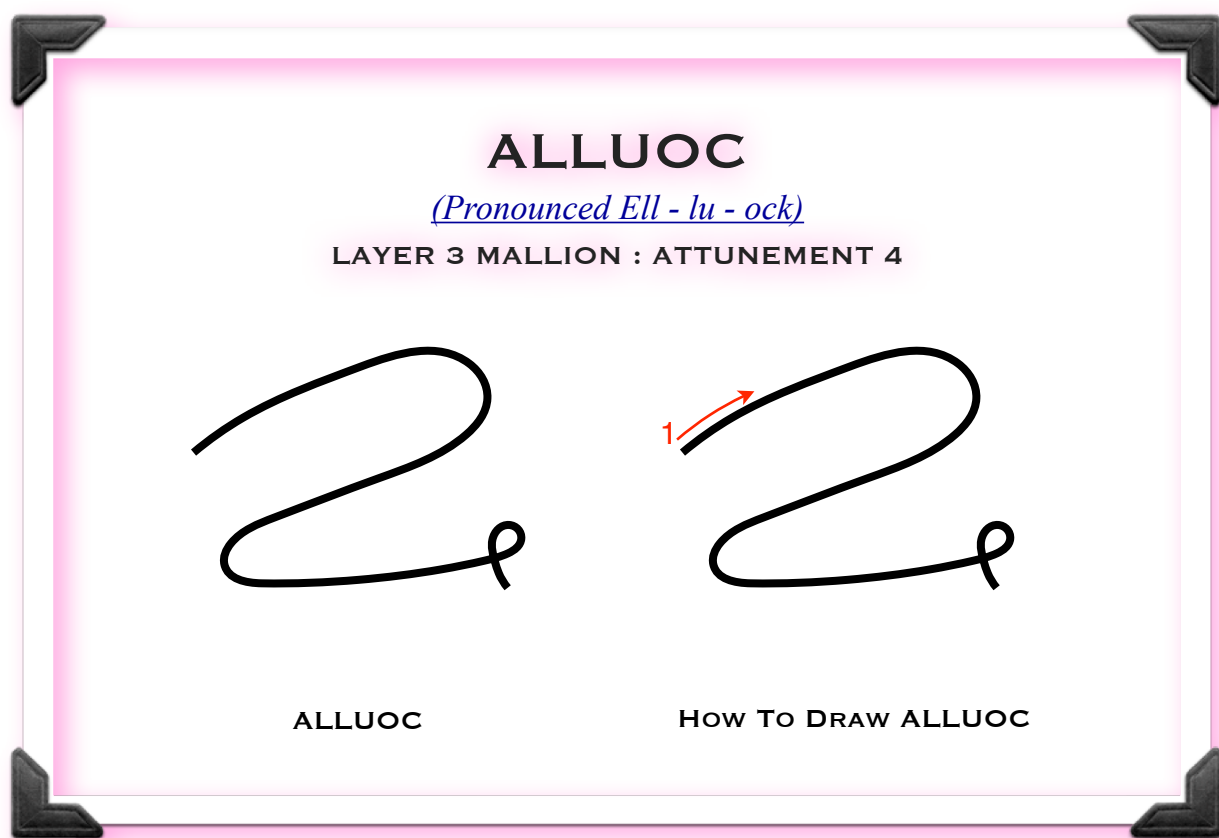 ALLUOC
(Pronounced Ell - lu - ock)
LAYER 3 MALLION : ATTUNEMENT 4
1
ALLUOC
How To Draw ALLUOC